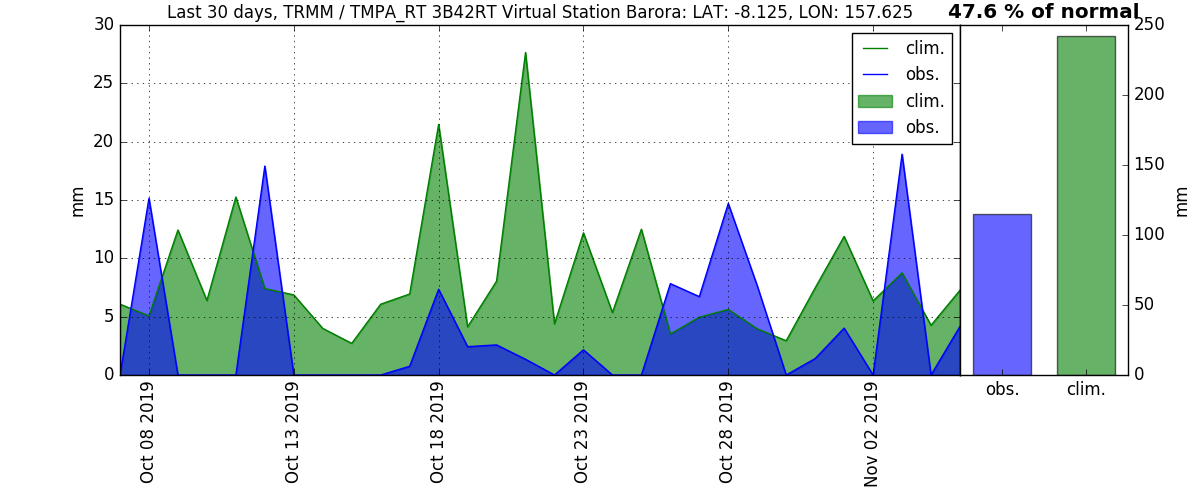 Last 30 days, TRMM / TMPA_RT 3B42RT Virtual Station Barora: LAT: -8.125, LON: 157.625
47.6 % of normal
30
25
20
15
10
5
0
mm
clim.
obs.
clim.
obs.
Oct 08 2019
Oct 13 2019
Oct 18 2019
Oct 23 2019
Oct 28 2019
Nov 02 2019
250
200
150
100
50
0
mm
obs.
clim.